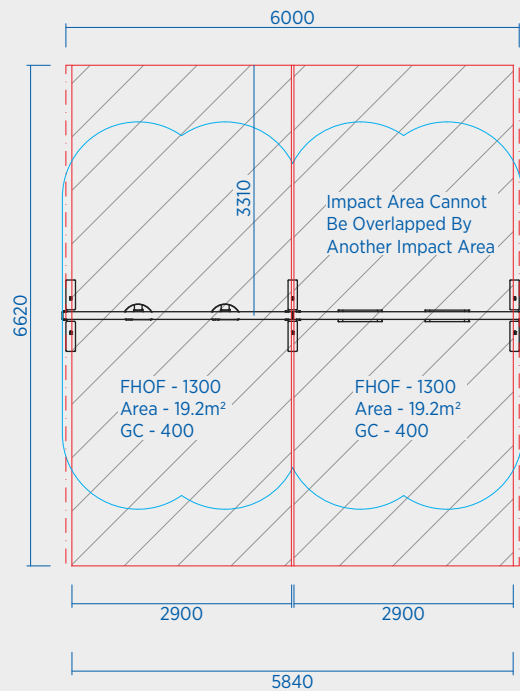 6000
3310
Impact Area Cannot
Be Overlapped By
Another Impact Area
6620
FHOF - 1300
Area - 19.2m²
GC - 400
FHOF - 1300
Area - 19.2m²
GC - 400
2900
2900
5840